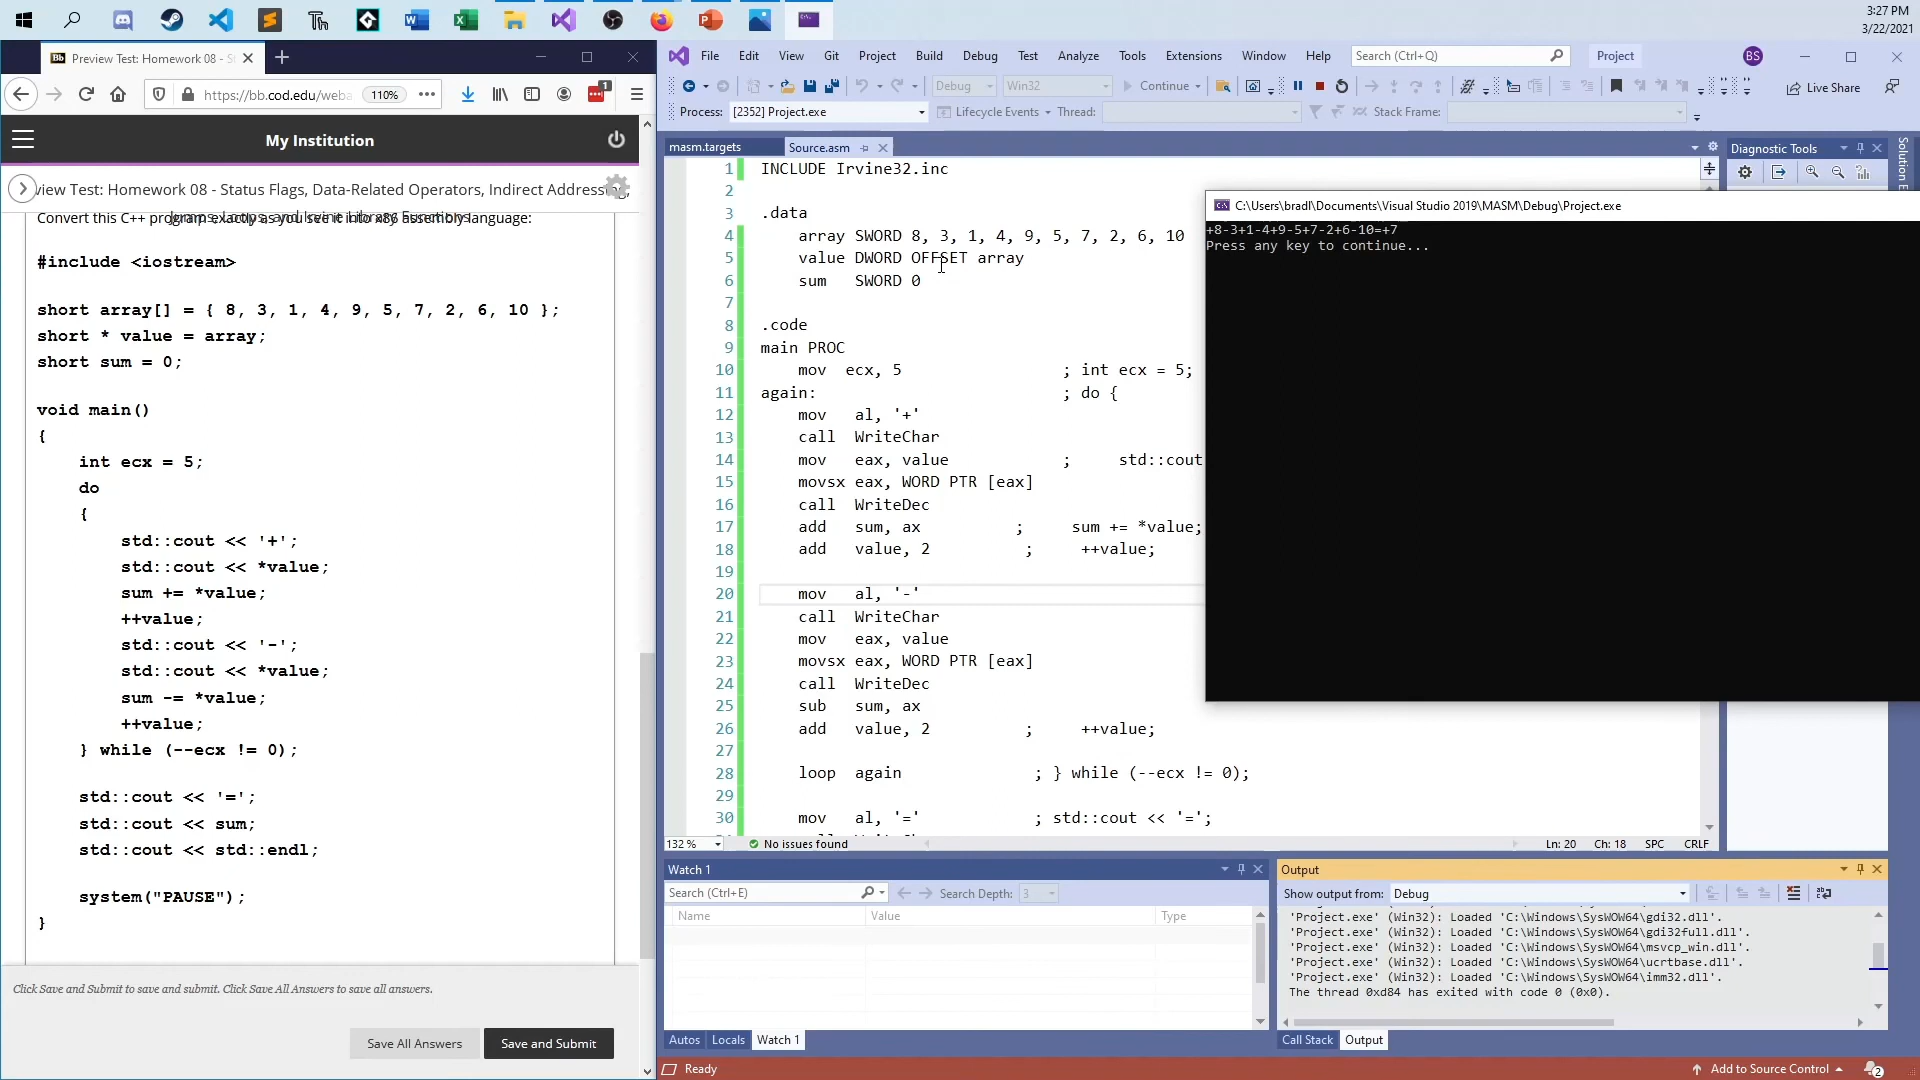 3:27 PM
3/22/2021
Preview Test: Homework 08 - St
https://bb.cod.edu/weba
110%
My Institution
view Test: Homework 08 - Status Flags, Data-Related Operators, Indirect Addressing,
Jumps, Loops, and Irvine Library Functions
Convert this C++ program exactly as you see it into x86 assembly language:
#include <iostream>
short array[] = { 8, 3, 1, 4, 9, 5, 7, 2, 6, 10 };
short * value = array;
short sum = 0;
void main()
{
int ecx = 5;
do
{
std::cout << '+';
std::cout << *value;
sum += *value;
++value;
std::cout << '-';
std::cout << *value;
sum -= *value;
++value;
} while (--ecx != 0);
std::cout << '=';
std::cout << sum;
std::cout << std::endl;
system("PAUSE");
}
Click Save and Submit to save and submit. Click Save All Answers to save all answers.
Save All Answers
Save and Submit
File Edit View Git Project Build Debug Test Analyze Tools Extensions Window Help
Search (Ctrl+Q)
Project
BS
Debug
Win32
Continue
Live Share
Process: [2352] Project.exe
Lifecycle Events
Thread:
Stack Frame:
masm.targets
Source.asm
Diagnostic Tools
Solution E
1 INCLUDE Irvine32.inc
2
3 .data
4 array SWORD 8, 3, 1, 4, 9, 5, 7, 2, 6, 10
5 value DWORD OFFSET array
6 sum SWORD 0
7
8 .code
9 main PROC
10 mov ecx, 5 ; int ecx = 5;
11 again: ; do {
12 mov al, '+'
13 call WriteChar
14 mov eax, value ; std::cout
15 movsx eax, WORD PTR [eax]
16 call WriteDec
17 add sum, ax ; sum += *value;
18 add value, 2 ; ++value;
19
20 mov al, '-'
21 call WriteChar
22 mov eax, value
23 movsx eax, WORD PTR [eax]
24 call WriteDec
25 sub sum, ax
26 add value, 2 ; ++value;
27
28 loop again ; } while (--ecx != 0);
29
30 mov al, '=' ; std::cout << '=';
C:\Users\bradl\Documents\Visual Studio 2019\MASM\Debug\Project.exe
+8-3+1-4+9-5+7-2+6-10=+7
Press any key to continue...
132 %
No issues found
Ln: 20 Ch: 18 SPC CRLF
Watch 1
Search (Ctrl+E)
Search Depth: 3
Name Value Type
Autos Locals Watch 1
Output
Show output from: Debug
'Project.exe' (Win32): Loaded 'C:\Windows\SysWOW64\gdi32.dll'.
'Project.exe' (Win32): Loaded 'C:\Windows\SysWOW64\gdi32full.dll'.
'Project.exe' (Win32): Loaded 'C:\Windows\SysWOW64\msvcp_win.dll'.
'Project.exe' (Win32): Loaded 'C:\Windows\SysWOW64\ucrtbase.dll'.
'Project.exe' (Win32): Loaded 'C:\Windows\SysWOW64\imm32.dll'.
The thread 0xd84 has exited with code 0 (0x0).
Call Stack Output
Ready
Add to Source Control
2